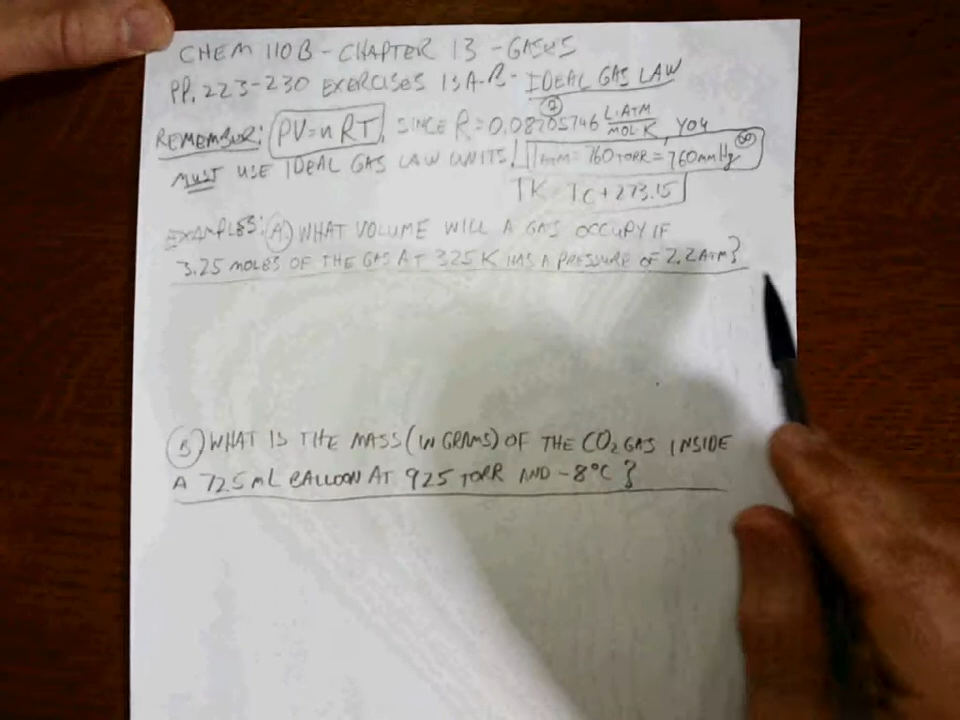 CHEM 110B - CHAPTER 13 - GASES
PP. 223-230 EXERCISES 13A-B - IDEAL GAS LAW
REMEMBER: PV=nRT, SINCE R=0.08205746 L·ATM/MOL·K, YOU
MUST USE IDEAL GAS LAW UNITS! 1 ATM = 760 TORR = 760 mmHg
TK = TC + 273.15
EXAMPLES: (A) WHAT VOLUME WILL A GAS OCCUPY IF
3.25 MOLES OF THE GAS AT 325 K HAS A PRESSURE OF 2.2 ATM?
(B) WHAT IS THE MASS (IN GRAMS) OF THE CO2 GAS INSIDE
A 725 mL BALLOON AT 925 TORR AND -8°C?